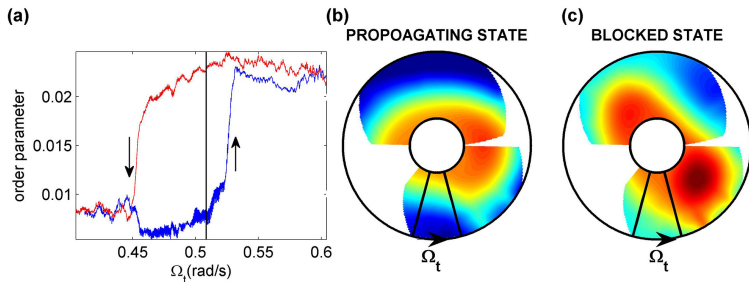 (a)
order parameter
0.02
0.015
0.01
0.45
0.5
0.55
0.6
Ωt(rad/s)
(b)
PROPOAGATING STATE
Ωt
(c)
BLOCKED STATE
Ωt